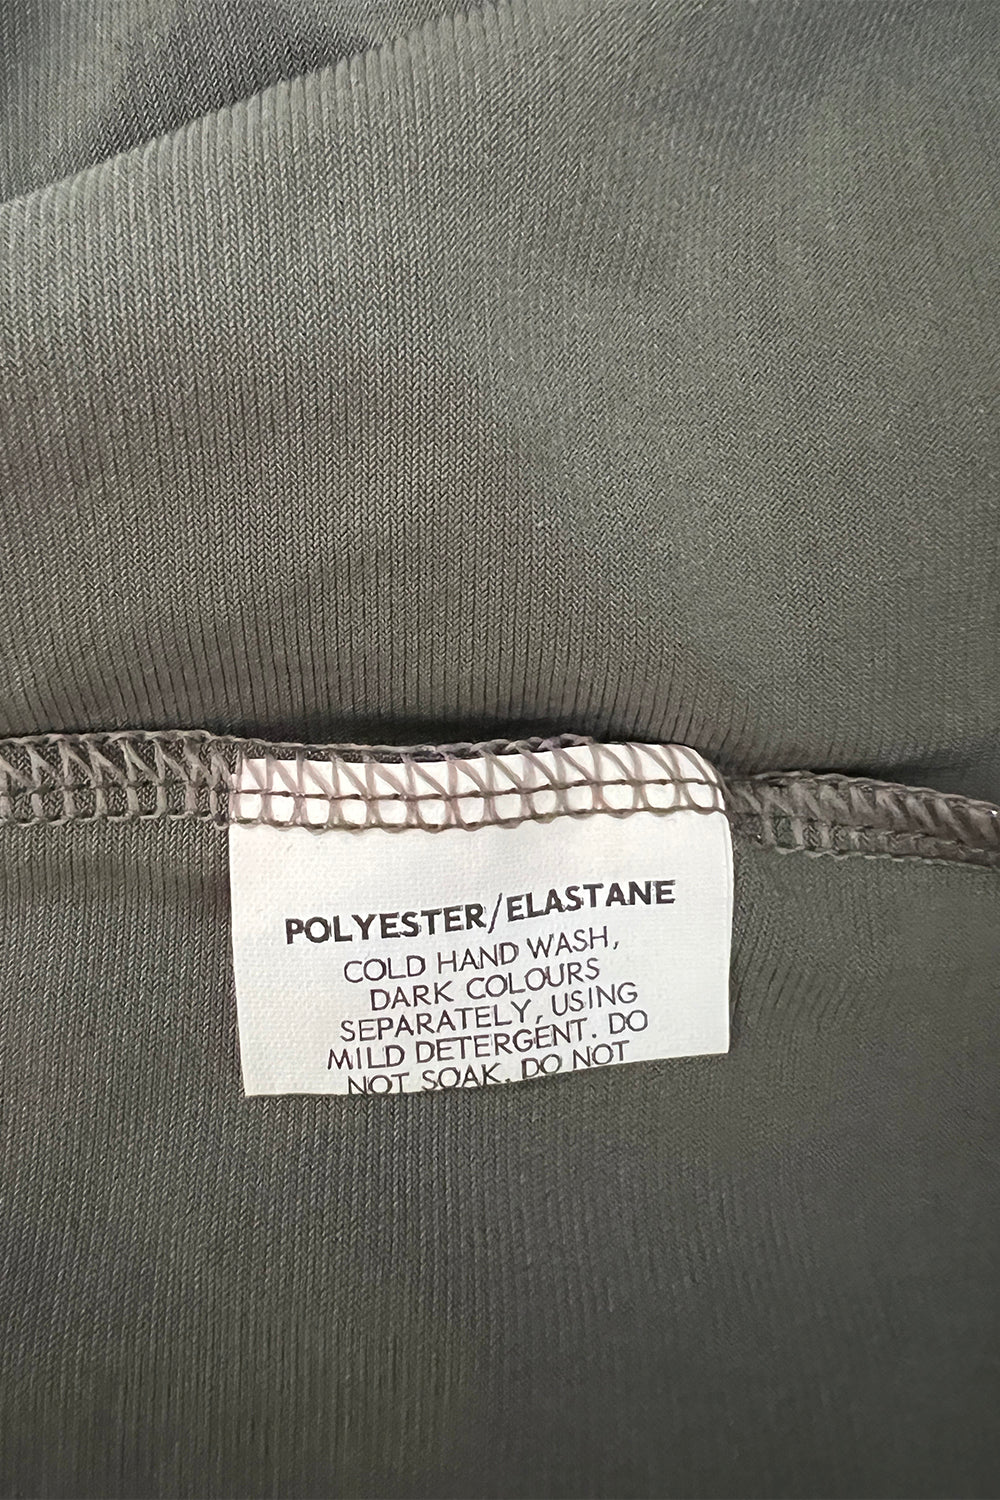 POLYESTER/ELASTANE
COLD HAND WASH,
DARK COLOURS
SEPARATELY, USING
MILD DETERGENT. DO
NOT SOAK. DO NOT